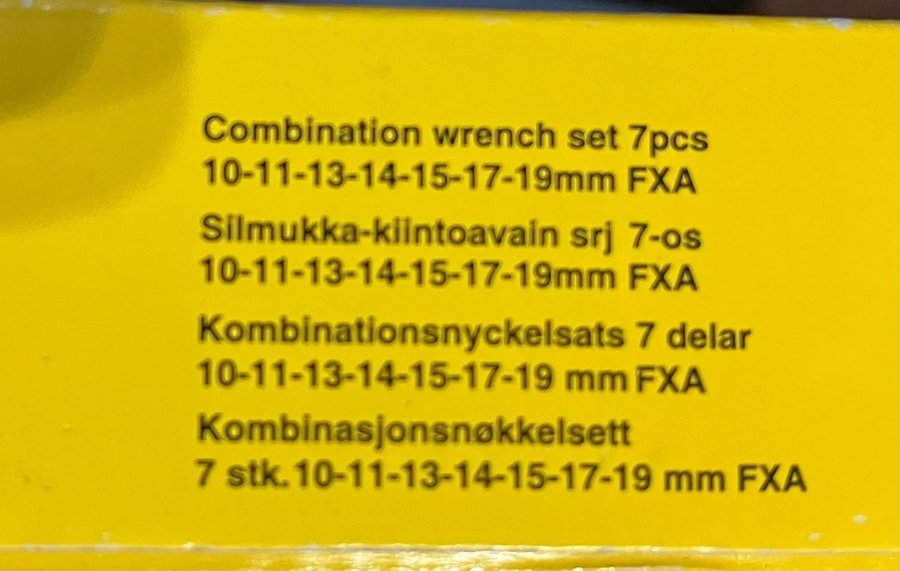 Combination wrench set 7pcs
10-11-13-14-15-17-19mm FXA
Silmukka-kiintoavain srj 7-os
10-11-13-14-15-17-19mm FXA
Kombinationsnyckelsats 7 delar
10-11-13-14-15-17-19 mm FXA
Kombinasjonsnøkkelsett
7 stk.10-11-13-14-15-17-19 mm FXA